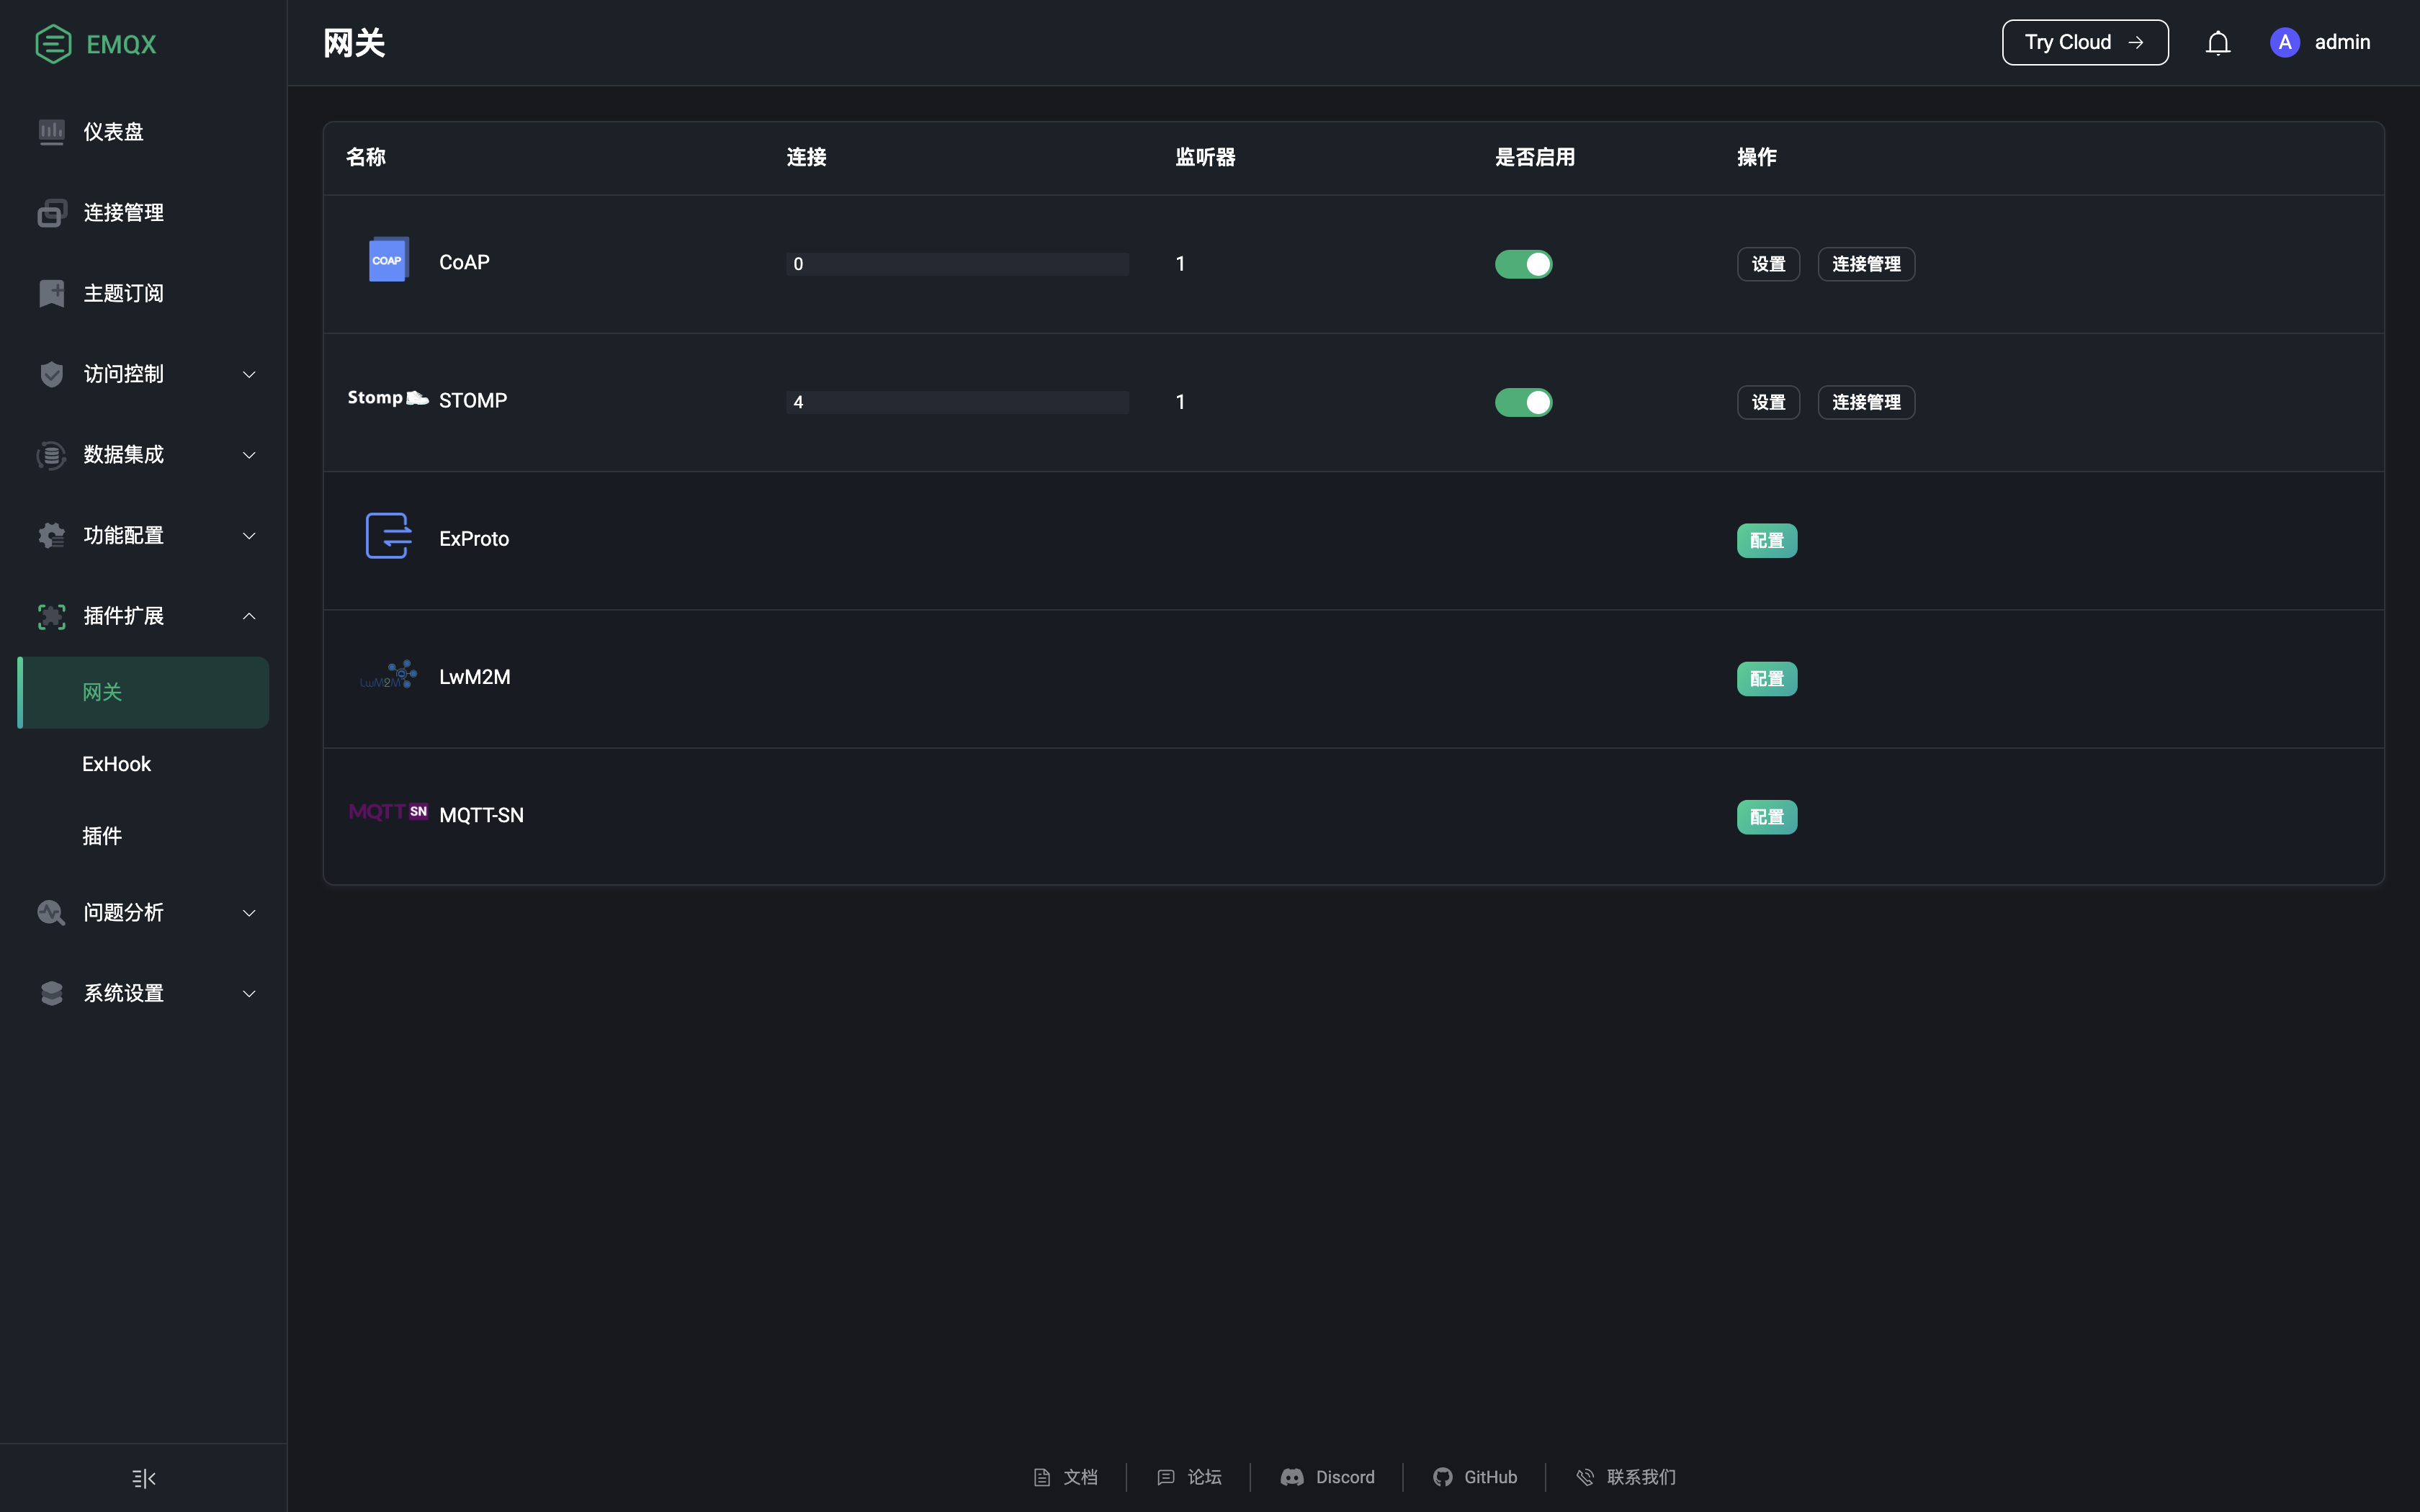 EMQX
网关
Try Cloud
A
admin
仪表盘
连接管理
主题订阅
访问控制
数据集成
功能配置
插件扩展
网关
ExHook
插件
问题分析
系统设置
名称 连接 监听器 是否启用 操作
COAP CoAP 0 1 设置 连接管理
Stomp STOMP 4 1 设置 连接管理
ExProto 配置
LwM2M LwM2M 配置
MQTT SN MQTT-SN 配置
文档 论坛 Discord GitHub 联系我们